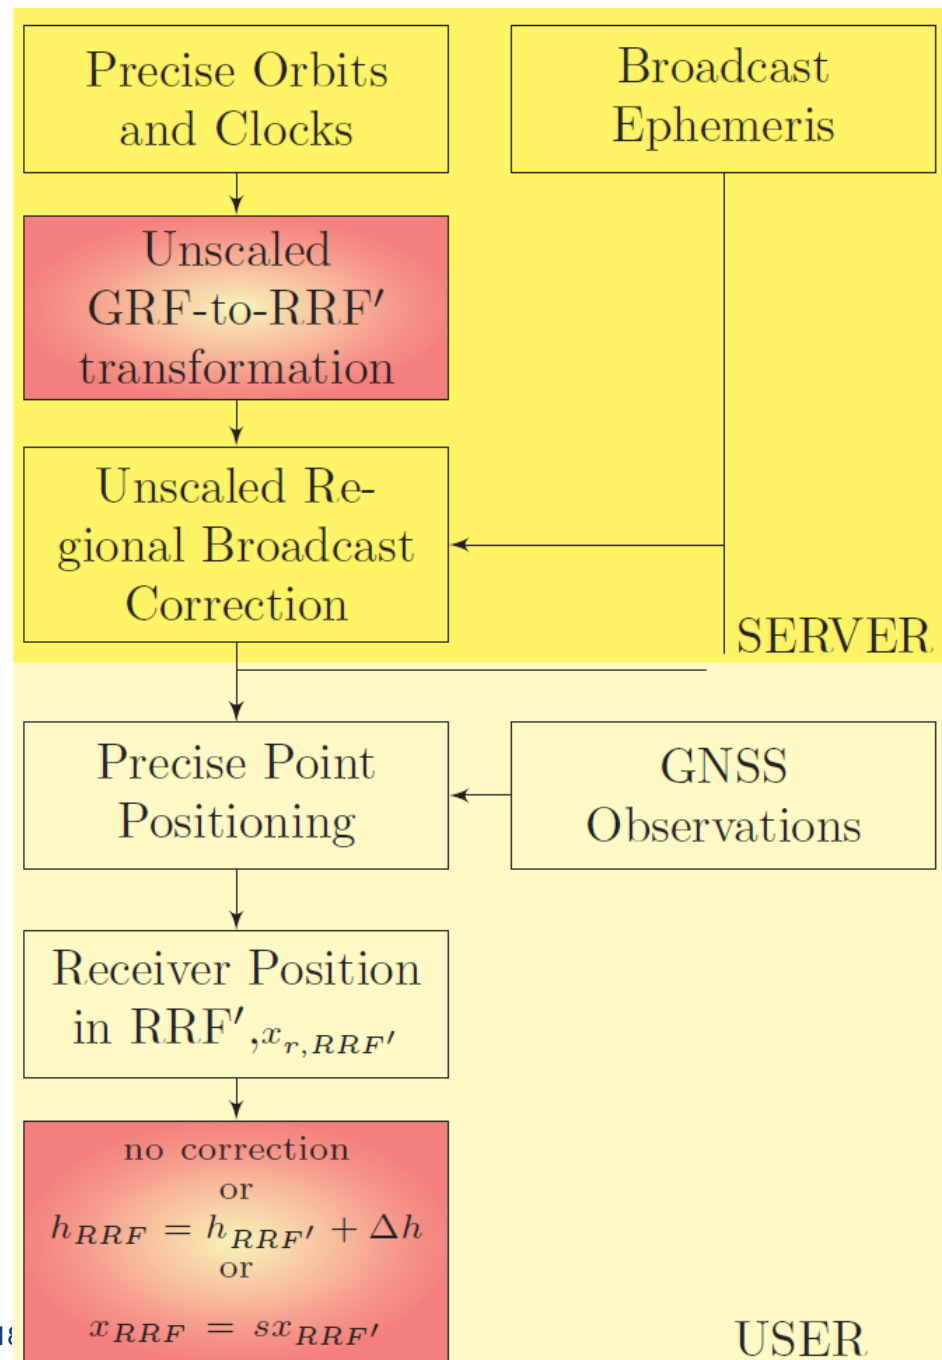 Precise Orbits
and Clocks
Broadcast
Ephemeris
Unscaled
GRF-to-RRF′
transformation
Unscaled Re-
gional Broadcast
Correction
SERVER
Precise Point
Positioning
GNSS
Observations
Receiver Position
in RRF′,x_{r,RRF′}
no correction
or
h_{RRF} = h_{RRF′} + Δh
or
x_{RRF} = sx_{RRF′}
USER